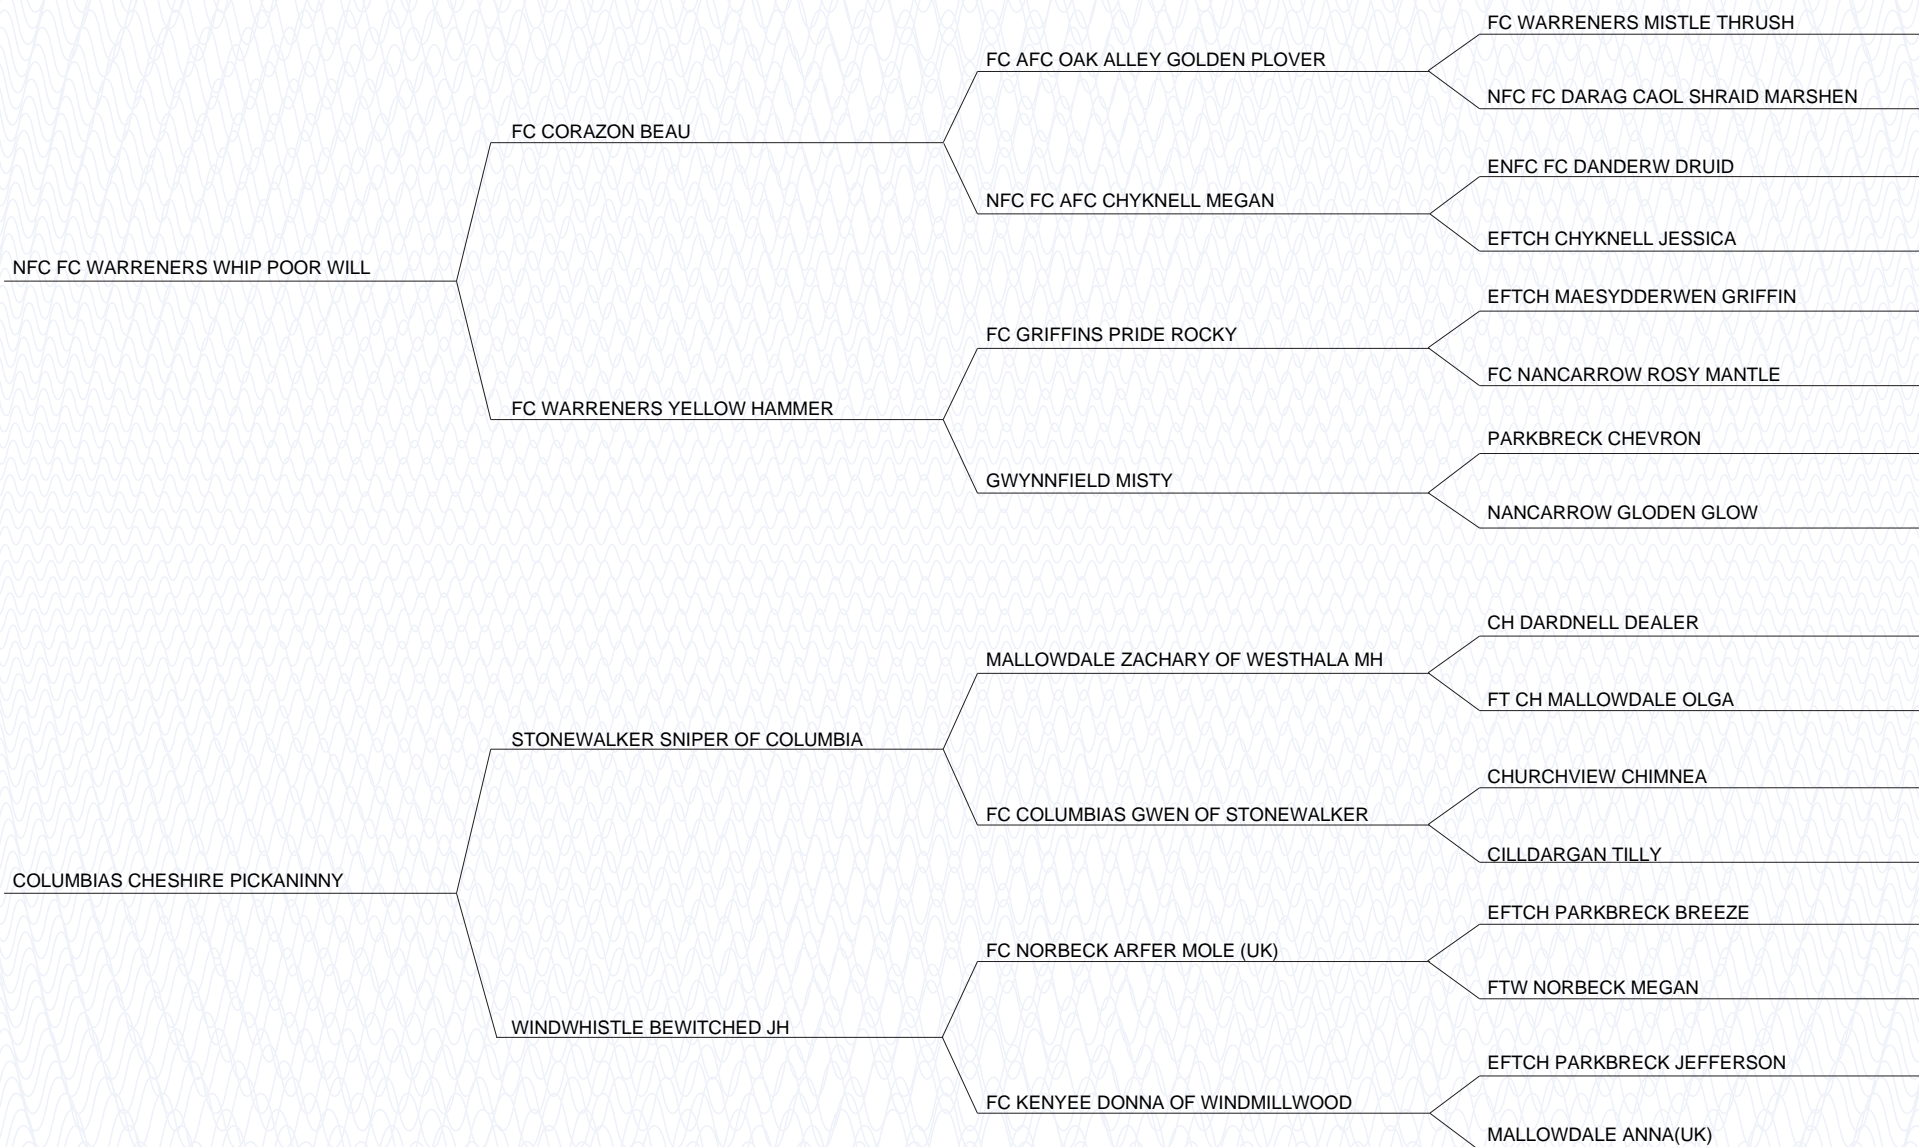 FC WARRENERS MISTLE THRUSH
FC AFC OAK ALLEY GOLDEN PLOVER
NFC FC DARAG CAOL SHRAID MARSHEN
FC CORAZON BEAU
ENFC FC DANDERW DRUID
NFC FC AFC CHYKNELL MEGAN
EFTCH CHYKNELL JESSICA
NFC FC WARRENERS WHIP POOR WILL
EFTCH MAESYDDERWEN GRIFFIN
FC GRIFFINS PRIDE ROCKY
FC NANCARROW ROSY MANTLE
FC WARRENERS YELLOW HAMMER
PARKBRECK CHEVRON
GWYNNFIELD MISTY
NANCARROW GLODEN GLOW
CH DARDNELL DEALER
MALLOWDALE ZACHARY OF WESTHALA MH
FT CH MALLOWDALE OLGA
STONEWALKER SNIPER OF COLUMBIA
CHURCHVIEW CHIMNEA
FC COLUMBIAS GWEN OF STONEWALKER
CILLDARGAN TILLY
COLUMBIAS CHESHIRE PICKANINNY
EFTCH PARKBRECK BREEZE
FC NORBECK ARFER MOLE (UK)
FTW NORBECK MEGAN
WINDWHISTLE BEWITCHED JH
EFTCH PARKBRECK JEFFERSON
FC KENYEE DONNA OF WINDMILLWOOD
MALLOWDALE ANNA(UK)